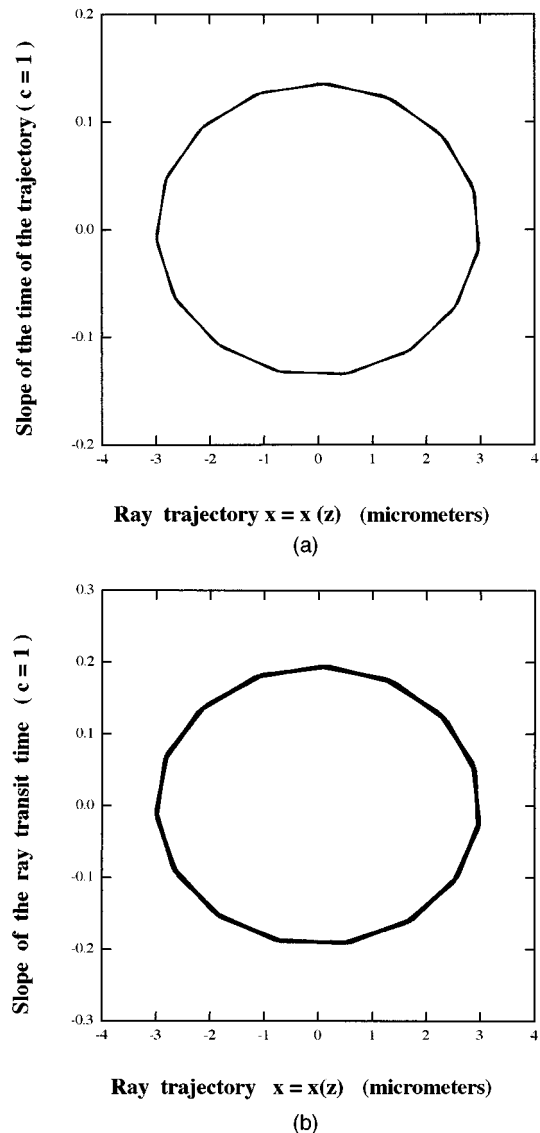 0.2
0.1
0.0
-0.1
-0.2
-4 -3 -2 -1 0 1 2 3 4
Slope of the time of the trajectory ( c = 1 )
Ray trajectory x = x (z) (micrometers)
(a)
0.3
0.2
0.1
0.0
-0.1
-0.2
-0.3
-4 -3 -2 -1 0 1 2 3 4
Slope of the ray transit time ( c = 1 )
Ray trajectory x = x(z) (micrometers)
(b)